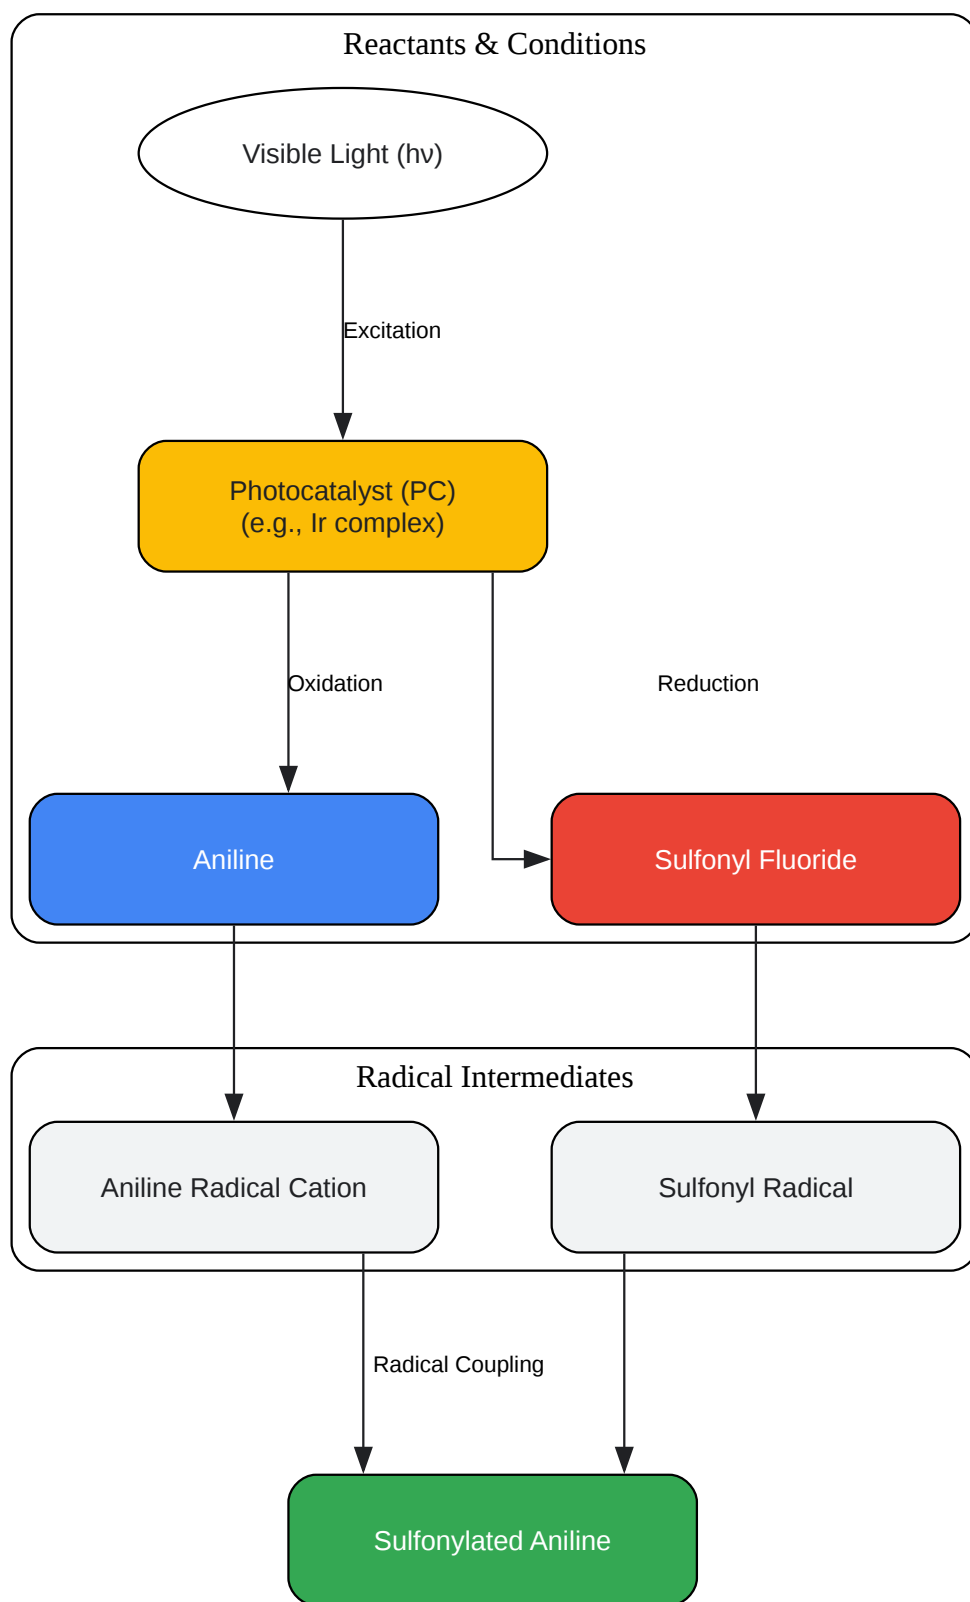 Reactants & Conditions
Visible Light (hν)
Excitation
Photocatalyst (PC)
(e.g., Ir complex)
Oxidation
Reduction
Aniline
Sulfonyl Fluoride
Radical Intermediates
Aniline Radical Cation
Sulfonyl Radical
Radical Coupling
Sulfonylated Aniline